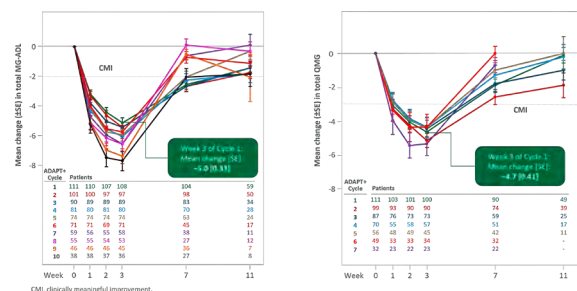 Mean change (±SE) in total MG-ADL
0
-2
-4
-6
-8
CMI
Week 3 of Cycle 1:
Mean change [SE]
-5.0 [0.33]
ADAPT+
Cycle Patients
1 111 110 107 108 104 59
2 101 100 97 97 98 50
3 90 89 89 89 83 34
4 81 80 80 80 70 28
5 74 74 74 74 63 24
6 71 71 69 71 45 17
7 59 56 55 58 38 12
8 55 55 53 54 27 12
9 46 46 46 45 36 7
10 38 38 37 36 27 8
Week 0 1 2 3 7 11
CMI, clinically meaningful improvement.
Mean change (±SE) in total QMG
0
-2
-4
-6
-8
CMI
Week 3 of Cycle 1:
Mean change [SE]
-4.7 [0.41]
ADAPT+
Cycle Patients
1 111 103 101 100 90 49
2 99 93 90 90 74 39
3 87 76 73 73 59 25
4 70 55 58 57 51 17
5 56 48 49 45 42 11
6 49 33 33 34 32 -
7 32 23 22 23 22 -
Week 0 1 2 3 7 11